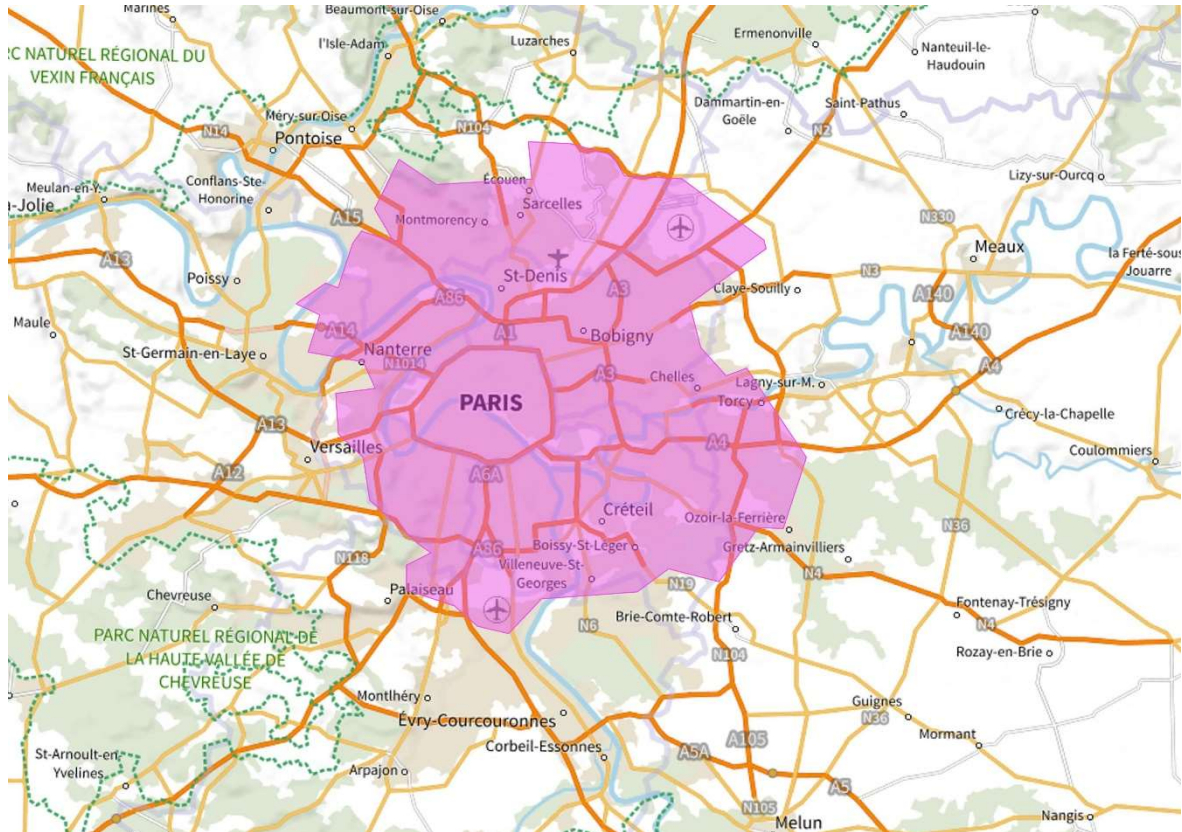 Marines
Beaumont-sur-Oise
l'Isle-Adam
Luzarches
Ermenonville
Nanteuil-le-
Haudouin
RC NATUREL RÉGIONAL DU
VEXIN FRANÇAIS
Dammartin-en-
Goële
Saint-Pathus
Méry-sur-Oise
N14
Pontoise
N104
N2
Écouen
Lizy-sur-Ourcq
Meulan-en-Y.
Conflans-Ste-
Honorine
a-Jolie
A15
Montmorency
Sarcelles
N330
Meaux
A13
St-Denis
la Ferté-sous-
Jouarre
Poissy
A86
A3
Claye-Souilly
N3
A140
Maule
A14
A1
Bobigny
A140
St-Germain-en-Laye
Nanterre
N1014
A3
Chelles
Lagny-sur-M.
A4
PARIS
Torcy
Crécy-la-Chapelle
A13
Versailles
A4
Coulommiers
A12
A6A
Créteil
Ozoir-la-Ferrière
N36
N118
A86
Boissy-St-Léger
Gretz-Armainvilliers
Villeneuve-St-
Georges
N19
N4
Chevreuse
Palaiseau
Fontenay-Trésigny
Brie-Comte-Robert
N6
N4
PARC NATUREL RÉGIONAL DE
LA HAUTE VALLÉE DE
CHEVREUSE
N104
Rozay-en-Brie
Montlhéry
Évry-Courcouronnes
Guignes
N36
Corbeil-Essonnes
A105
Mormant
St-Arnoult-en-
Yvelines
A5A
Arpajon
A5
N105
Melun
Nangis